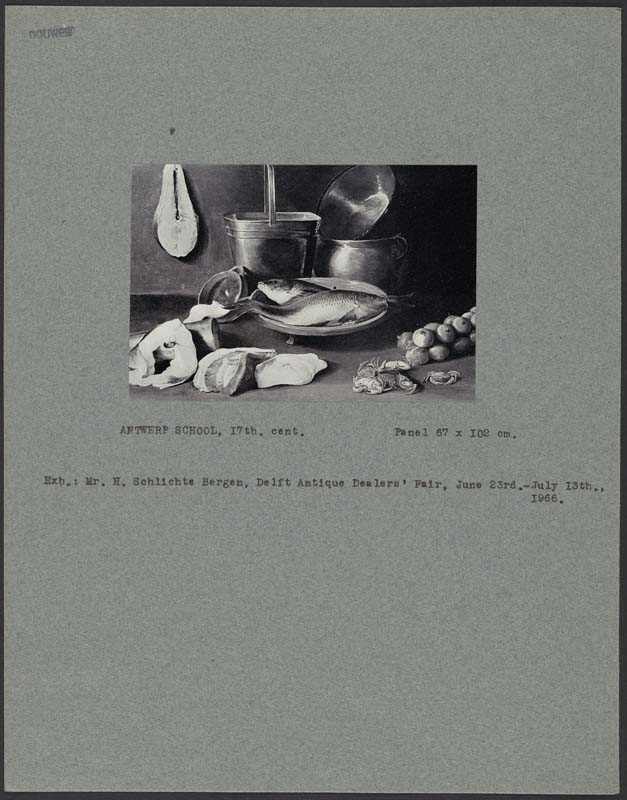 ANTWERP SCHOOL, 17th. cent. Panel 67 x 102 cm.
Exh.: Mr. H. Schlichte Bergen, Delft Antique Dealers' Fair, June 23rd.-July 13th.,
1966.